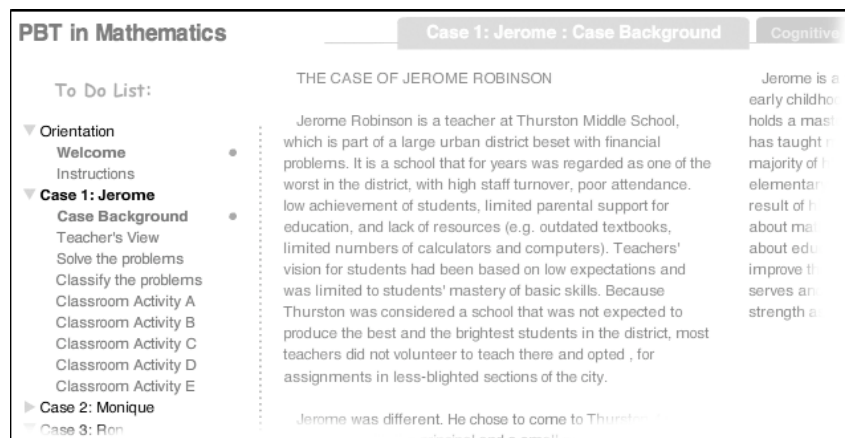 PBT in Mathematics
Case 1: Jerome : Case Background
Cognitive
To Do List:
Orientation
Welcome
Instructions
Case 1: Jerome
Case Background
Teacher's View
Solve the problems
Classify the problems
Classroom Activity A
Classroom Activity B
Classroom Activity C
Classroom Activity D
Classroom Activity E
Case 2: Monique
Case 3: Ron
THE CASE OF JEROME ROBINSON
Jerome Robinson is a teacher at Thurston Middle School,
which is part of a large urban district beset with financial
problems. It is a school that for years was regarded as one of the
worst in the district, with high staff turnover, poor attendance.
low achievement of students, limited parental support for
education, and lack of resources (e.g. outdated textbooks,
limited numbers of calculators and computers). Teachers'
vision for students had been based on low expectations and
was limited to students' mastery of basic skills. Because
Thurston was considered a school that was not expected to
produce the best and the brightest students in the district, most
teachers did not volunteer to teach there and opted , for
assignments in less-blighted sections of the city.
Jerome was different. He chose to come to
Jerome is a
early
holds a
has taught
majority of
result of
about
about
improve
serves
strength